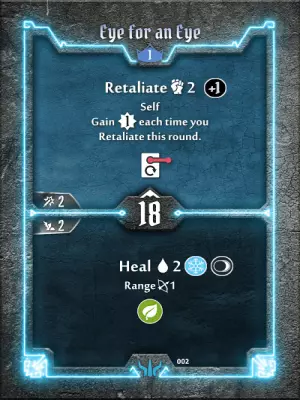 Eye for an Eye
1
Retaliate 2 +1
Self
Gain 1 each time you
Retaliate this round.
2
18
2
Heal 2
Range 1
002